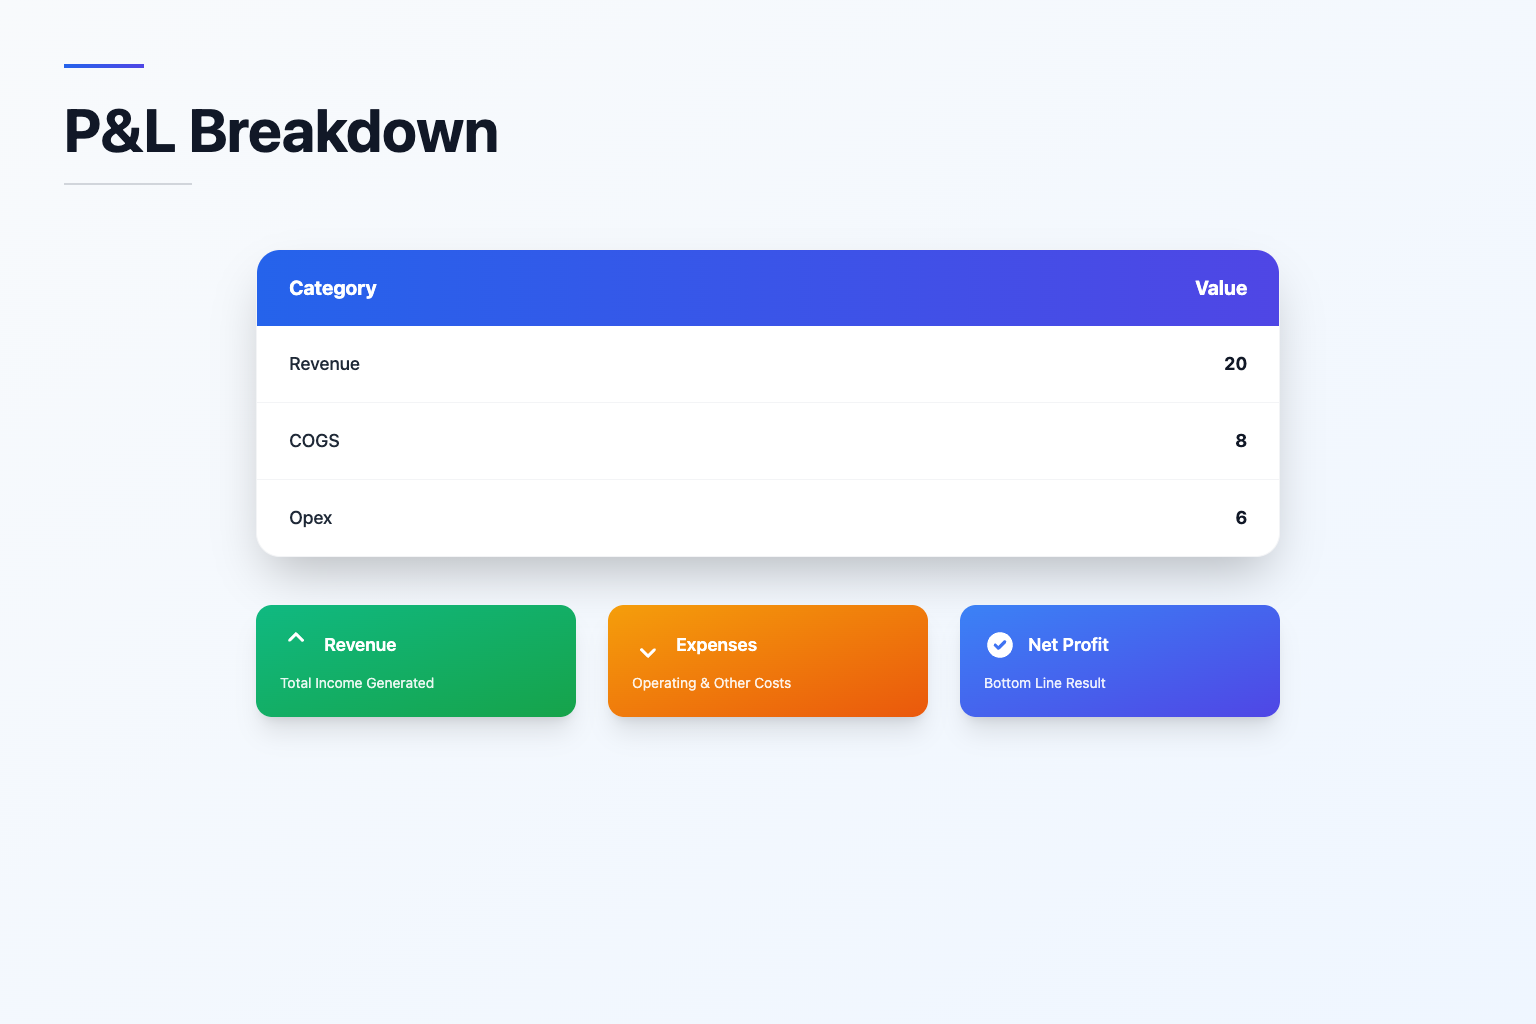 P&L Breakdown
Category Value
Revenue 20
COGS 8
Opex 6
Revenue
Total Income Generated
Expenses
Operating & Other Costs
Net Profit
Bottom Line Result